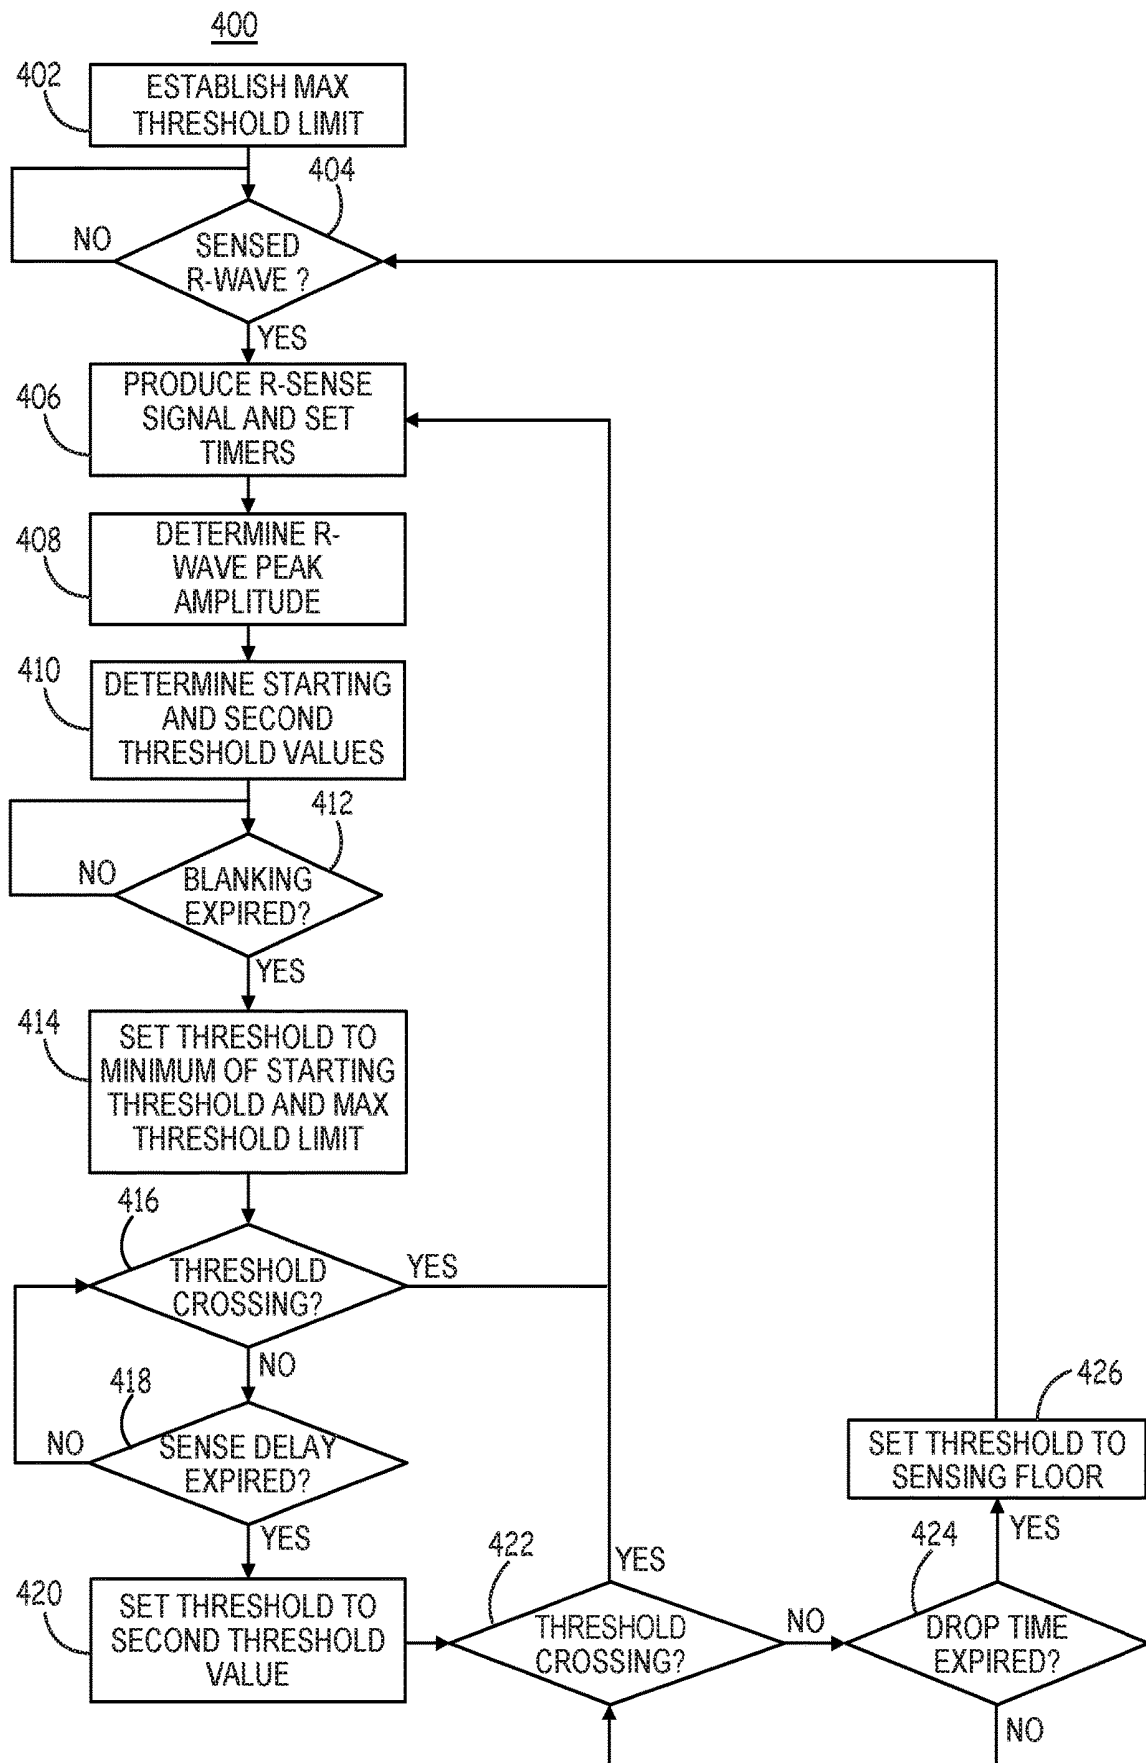 400
402
ESTABLISH MAX
THRESHOLD LIMIT
404
NO
SENSED
R-WAVE ?
YES
406
PRODUCE R-SENSE
SIGNAL AND SET
TIMERS
408
DETERMINE R-
WAVE PEAK
AMPLITUDE
410
DETERMINE STARTING
AND SECOND
THRESHOLD VALUES
412
NO
BLANKING
EXPIRED?
YES
414
SET THRESHOLD TO
MINIMUM OF STARTING
THRESHOLD AND MAX
THRESHOLD LIMIT
416
THRESHOLD
CROSSING?
YES
NO
418
NO
SENSE DELAY
EXPIRED?
YES
420
SET THRESHOLD TO
SECOND THRESHOLD
VALUE
422
YES
THRESHOLD
CROSSING?
NO
424
DROP TIME
EXPIRED?
YES
NO
426
SET THRESHOLD TO
SENSING FLOOR